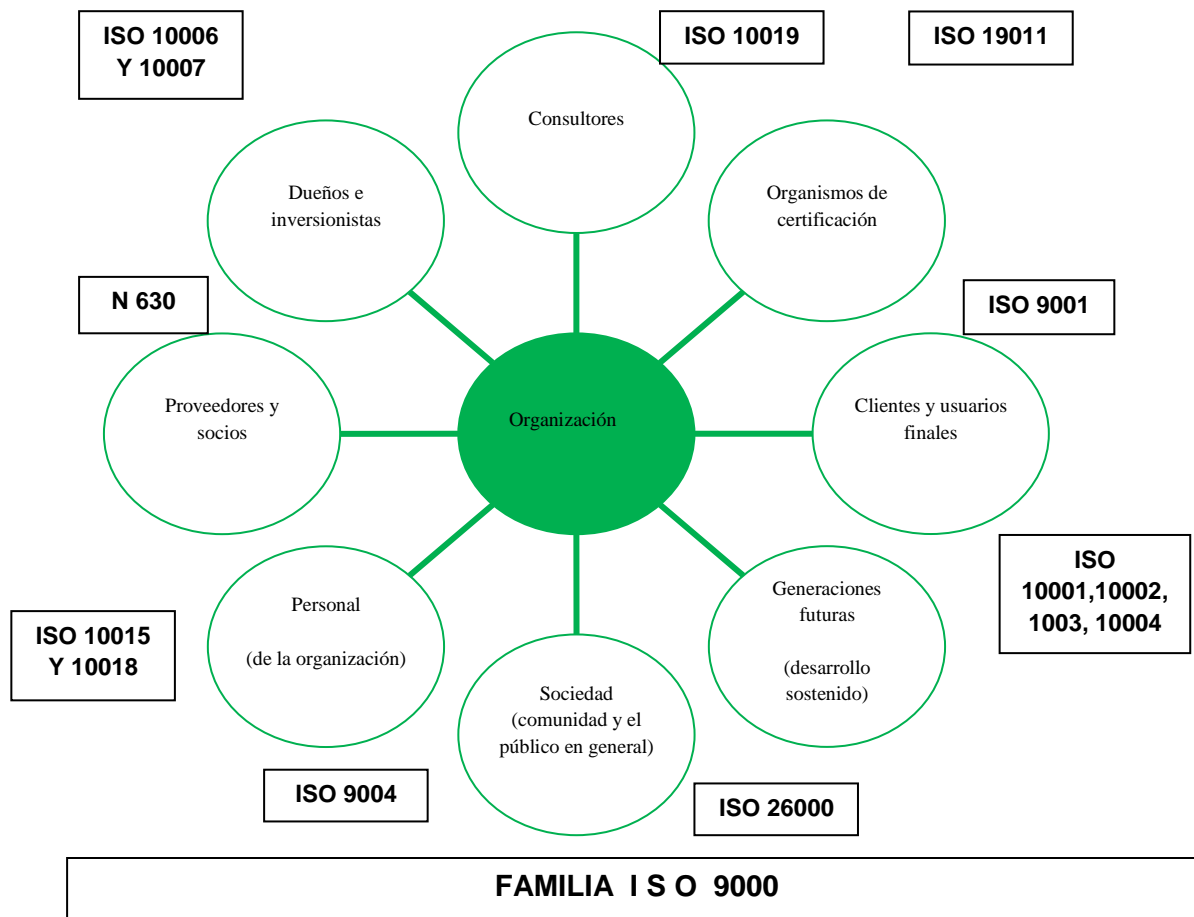 ISO 10006
Y 10007
ISO 10019
ISO 19011
Consultores
Dueños e
inversionistas
Organismos de
certificación
N 630
ISO 9001
Proveedores y
socios
Organización
Clientes y usuarios
finales
ISO
10001,10002,
1003, 10004
Generaciones
futuras
(desarrollo
sostenido)
Personal
(de la organización)
ISO 10015
Y 10018
Sociedad
(comunidad y el
público en general)
ISO 9004
ISO 26000
FAMILIA I S O 9000